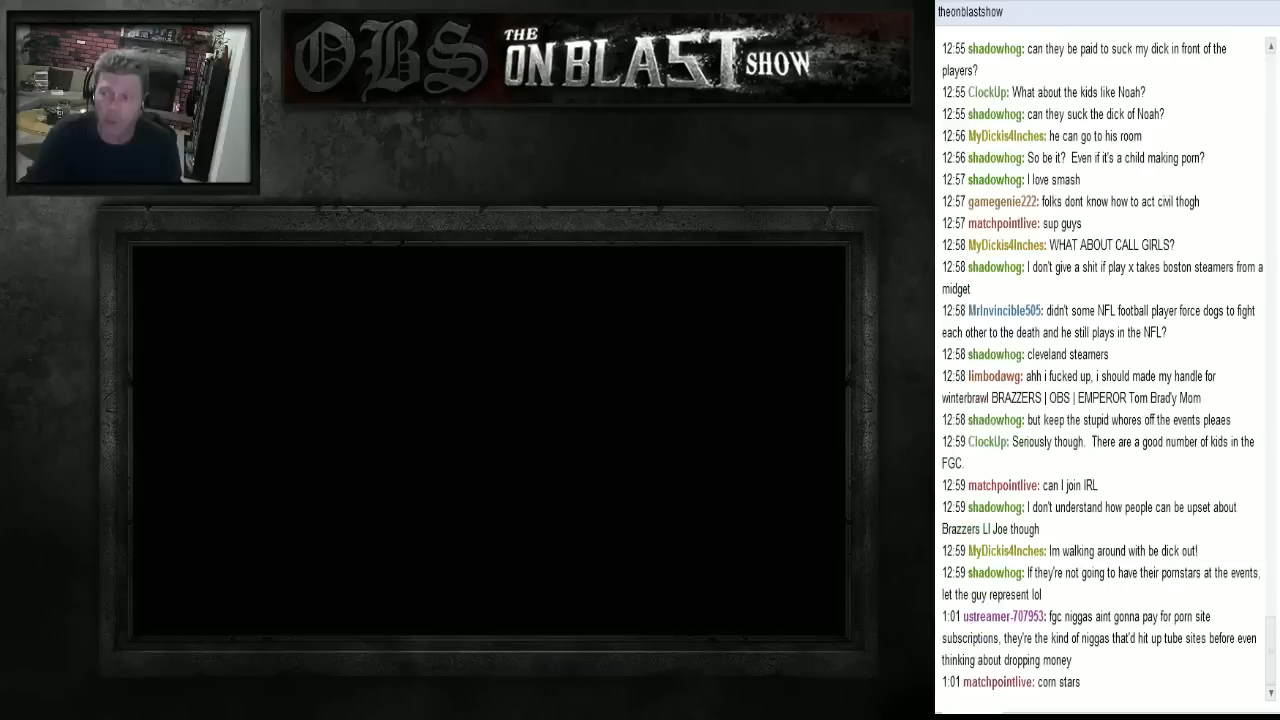 OBS THE
ON BLAST SHOW
theonblastshow
12:55 shadowhog: can they be paid to suck my dick in front of the
players?
12:55 ClockUp: What about the kids like Noah?
12:55 shadowhog: can they suck the dick of Noah?
12:56 MyDickis4Inches: he can go to his room
12:56 shadowhog: So be it?  Even if it's a child making porn?
12:57 shadowhog: I love smash
12:57 gamegenie222: folks dont know how to act civil thogh
12:57 matchpointlive: sup guys
12:58 MyDickis4Inches: WHAT ABOUT CALL GIRLS?
12:58 shadowhog: I don't give a shit if play x takes boston steamers from a
midget
12:58 MrInvincible505: didn't some NFL football player force dogs to fight
each other to the death and he still plays in the NFL?
12:58 shadowhog: cleveland steamers
12:58 limbodawg: ahh i fucked up, i should made my handle for
winterbrawl BRAZZERS | OBS | EMPEROR Tom Brad'y Mom
12:58 shadowhog: but keep the stupid whores off the events pleaes
12:59 ClockUp: Seriously though.  There are a good number of kids in the
FGC.
12:59 matchpointlive: can I join IRL
12:59 shadowhog: I don't understand how people can be upset about
Brazzers LI Joe though
12:59 MyDickis4Inches: Im walking around with be dick out!
12:59 shadowhog: If they're not going to have their pornstars at the events,
let the guy represent lol
1:01 ustreamer-707953: fgc niggas aint gonna pay for porn site
subscriptions, they're the kind of niggas that'd hit up tube sites before even
thinking about dropping money
1:01 matchpointlive: corn stars